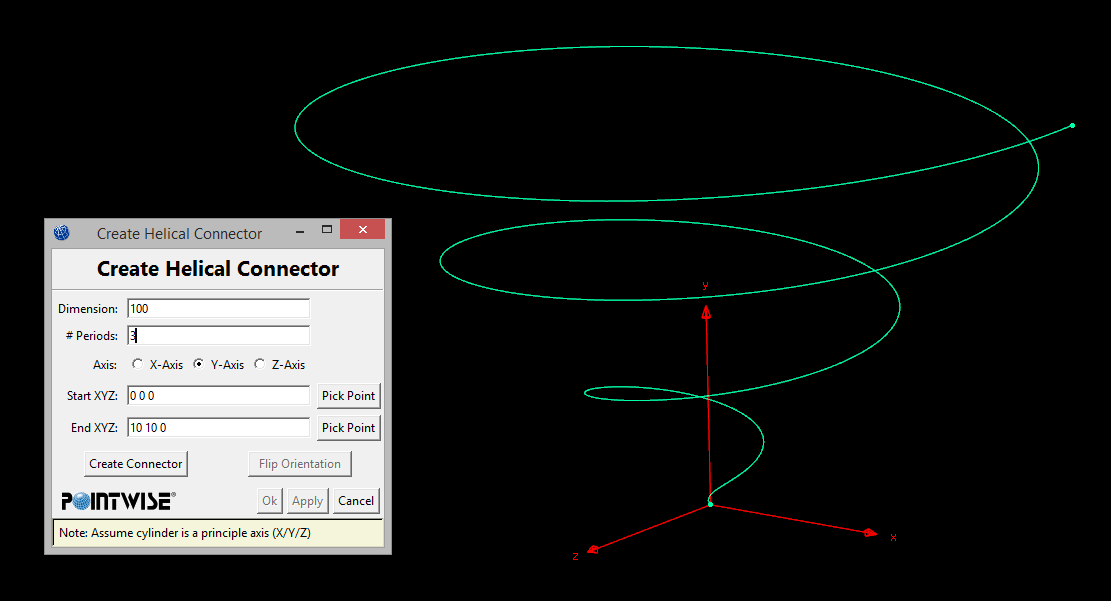 Create Helical Connector
Create Helical Connector
Dimension: 100
# Periods: 3
Axis: X-Axis Y-Axis Z-Axis
Start XYZ: 0 0 0 Pick Point
End XYZ: 10 10 0 Pick Point
Create Connector Flip Orientation
POINTWISE® Ok Apply Cancel
Note: Assume cylinder is a principle axis (X/Y/Z)
y
x
z